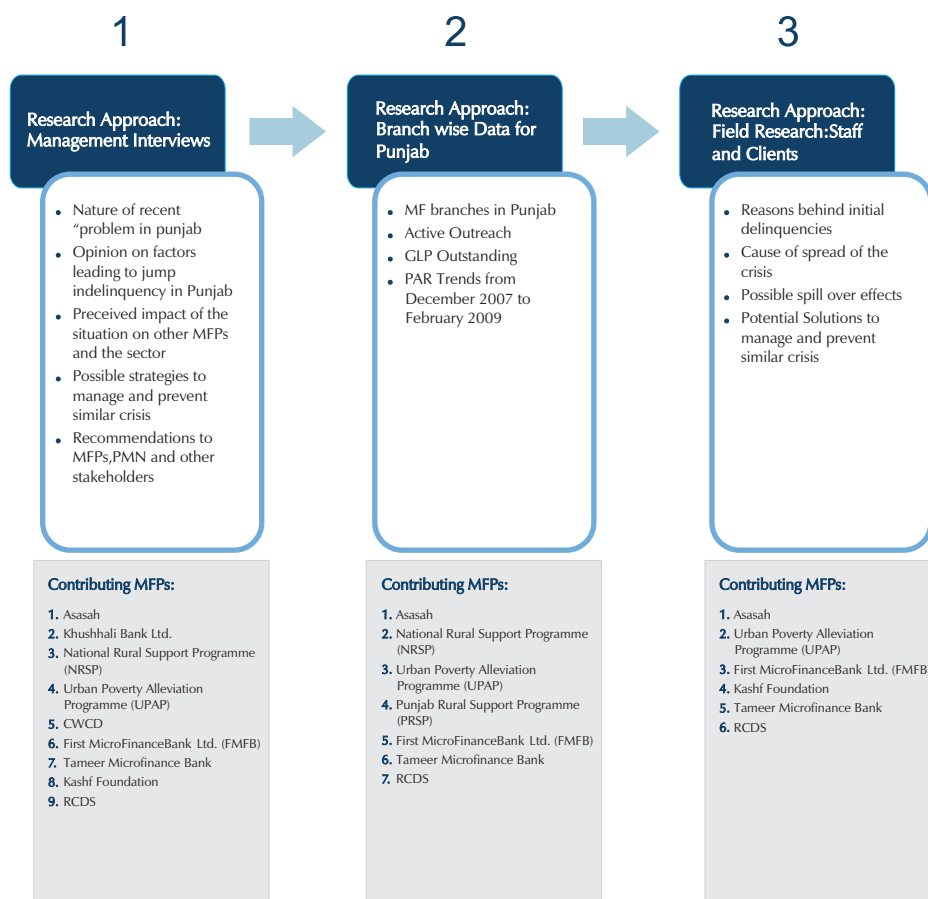 1
Research Approach:
Management Interviews
Nature of recent
“problem in punjab
Opinion on factors
leading to jump
indelinquency in Punjab
Preceived impact of the
situation on other MFPs
and the sector
Possible strategies to
manage and prevent
similar crisis
Recommendations to
MFPs,PMN and other
stakeholders
Contributing MFPs:
1. Asasah
2. Khushhali Bank Ltd.
3. National Rural Support Programme
(NRSP)
4. Urban Poverty Alleviation
Programme (UPAP)
5. CWCD
6. First MicroFinanceBank Ltd. (FMFB)
7. Tameer Microfinance Bank
8. Kashf Foundation
9. RCDS
2
Research Approach:
Branch wise Data for
Punjab
MF branches in Punjab
Active Outreach
GLP Outstanding
PAR Trends from
December 2007 to
February 2009
Contributing MFPs:
1. Asasah
2. National Rural Support Programme
(NRSP)
3. Urban Poverty Alleviation
Programme (UPAP)
4. Punjab Rural Support Programme
(PRSP)
5. First MicroFinanceBank Ltd. (FMFB)
6. Tameer Microfinance Bank
7. RCDS
3
Research Approach:
Field Research:Staff
and Clients
Reasons behind initial
delinquencies
Cause of spread of the
crisis
Possible spill over effects
Potential Solutions to
manage and prevent
similar crisis
Contributing MFPs:
1. Asasah
2. Urban Poverty Alleviation
Programme (UPAP)
3. First MicroFinanceBank Ltd. (FMFB
4. Kashf Foundation
5. Tameer Microfinance Bank
6. RCDS